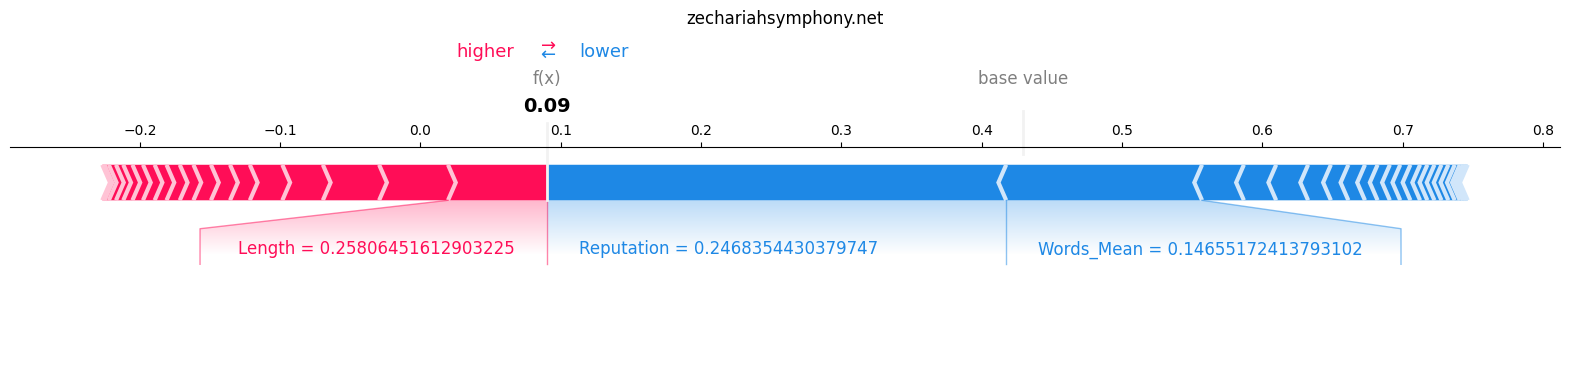 zechariahsymphony.net
higher → ← lower
f(x) base value
0.09
−0.2 −0.1 0.0 0.1 0.2 0.3 0.4 0.5 0.6 0.7 0.8
Length = 0.25806451612903225 Reputation = 0.2468354430379747 Words_Mean = 0.14655172413793102